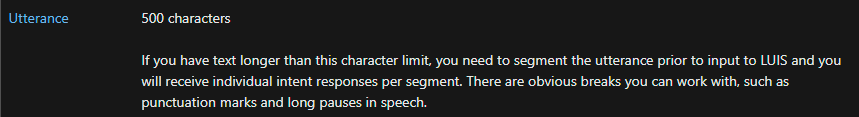 Utterance
500 characters
If you have text longer than this character limit, you need to segment the utterance prior to input to LUIS and you
will receive individual intent responses per segment. There are obvious breaks you can work with, such as
punctuation marks and long pauses in speech.